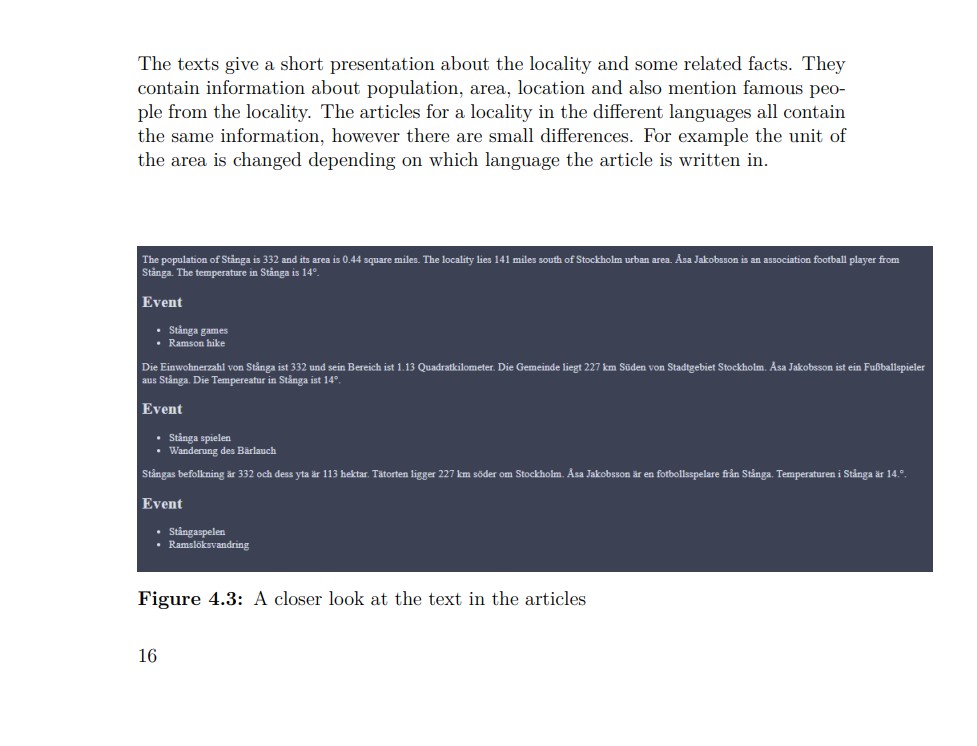 The texts give a short presentation about the locality and some related facts. They
contain information about population, area, location and also mention famous peo-
ple from the locality. The articles for a locality in the different languages all contain
the same information, however there are small differences. For example the unit of
the area is changed depending on which language the article is written in.
The population of Stånga is 332 and its area is 0.44 square miles. The locality lies 141 miles south of Stockholm urban area. Åsa Jakobsson is an association football player from
Stånga. The temperature in Stånga is 14°.
Event
• Stånga games
• Ramson hike
Die Einwohnerzahl von Stånga ist 332 und sein Bereich ist 1.13 Quadratkilometer. Die Gemeinde liegt 227 km Süden von Stadtgebiet Stockholm. Åsa Jakobsson ist ein Fußballspieler
aus Stånga. Die Tempereatur in Stånga ist 14°.
Event
• Stånga spielen
• Wanderung des Bärlauch
Stångas befolkning är 332 och dess yta är 113 hektar. Tätorten ligger 227 km söder om Stockholm. Åsa Jakobsson är en fotbollsspelare från Stånga. Temperaturen i Stånga är 14.°.
Event
• Stångaspelen
• Ramslöksvandring
Figure 4.3: A closer look at the text in the articles
16